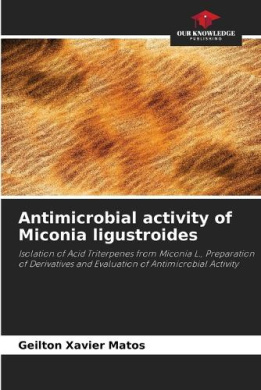 OUR KNOWLEDGE
PUBLISHING
Antimicrobial activity of
Miconia ligustroides
Isolation of Acid Triterpenes from Miconia L., Preparation
of Derivatives and Evaluation of Antimicrobial Activity
Geilton Xavier Matos